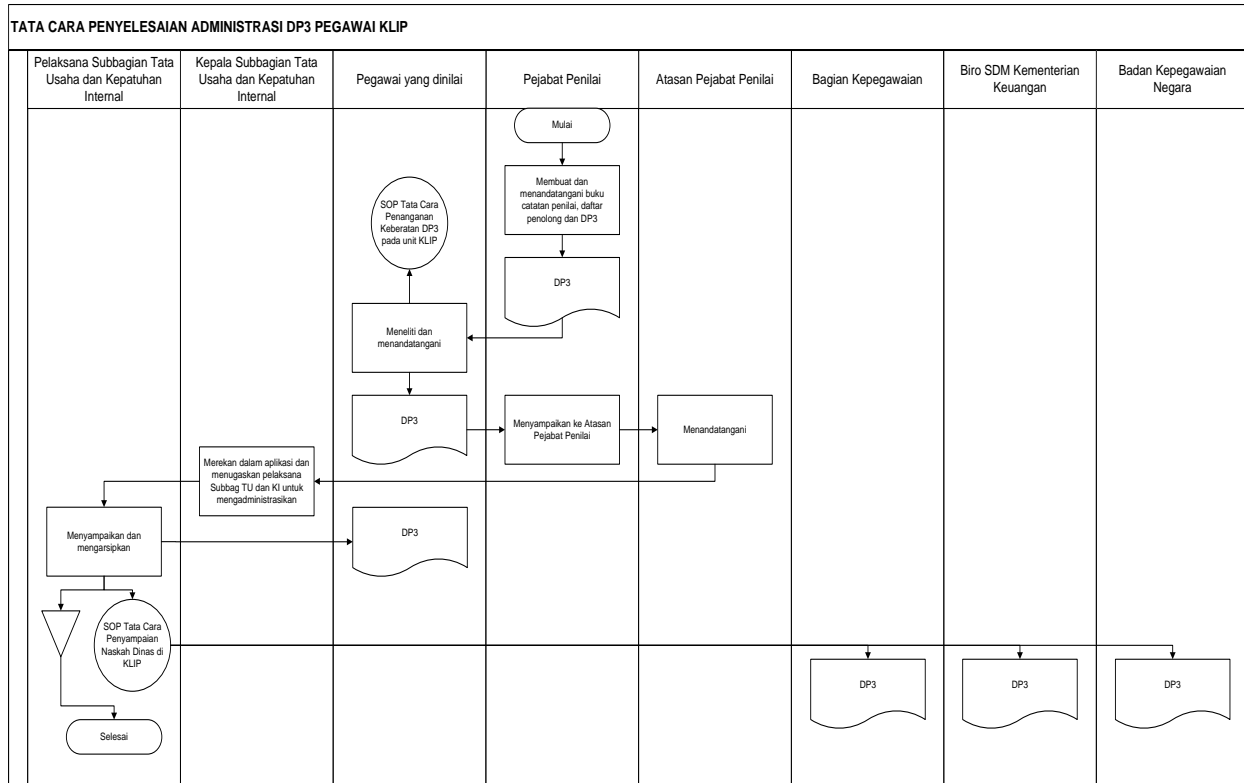 TATA CARA PENYELESAIAN ADMINISTRASI DP3 PEGAWAI KLIP
Pelaksana Subbagian Tata
Usaha dan Kepatuhan
Internal
Kepala Subbagian Tata
Usaha dan Kepatuhan
Internal
Pegawai yang dinilai
Pejabat Penilai
Atasan Pejabat Penilai
Bagian Kepegawaian
Biro SDM Kementerian
Keuangan
Badan Kepegawaian
Negara
Mulai
Membuat dan
menandatangani buku
catatan penilai, daftar
penolong dan DP3
SOP Tata Cara
Penanganan
Keberatan DP3
pada unit KLIP
DP3
Meneliti dan
menandatangani
DP3
Menyampaikan ke Atasan
Pejabat Penilai
Menandatangani
Merekan dalam aplikasi dan
menugaskan pelaksana
Subbag TU dan KI untuk
mengadministrasikan
Menyampaikan dan
mengarsipkan
DP3
SOP Tata Cara
Penyampaian
Naskah Dinas di
KLIP
DP3
DP3
DP3
Selesai